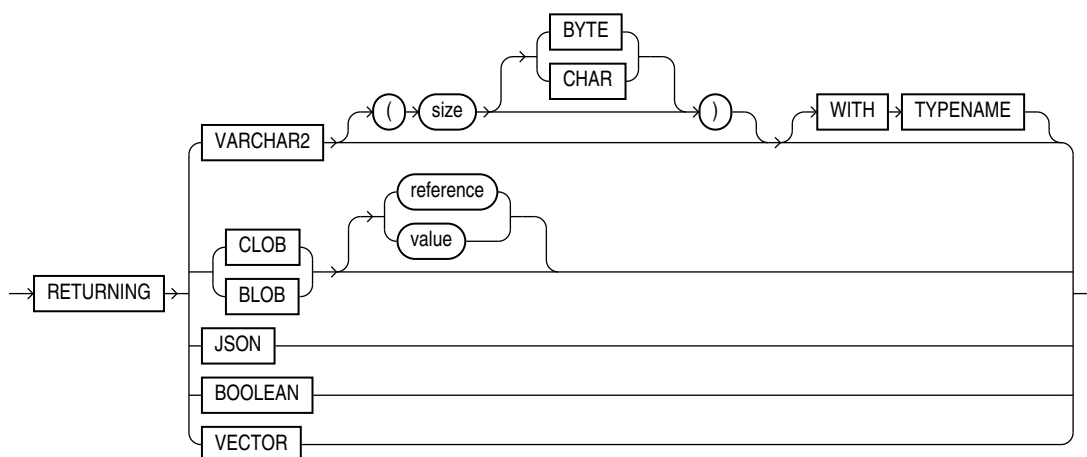 BYTE
CHAR
( size )
WITH TYPENAME
VARCHAR2
reference
value
CLOB
BLOB
RETURNING
JSON
BOOLEAN
VECTOR